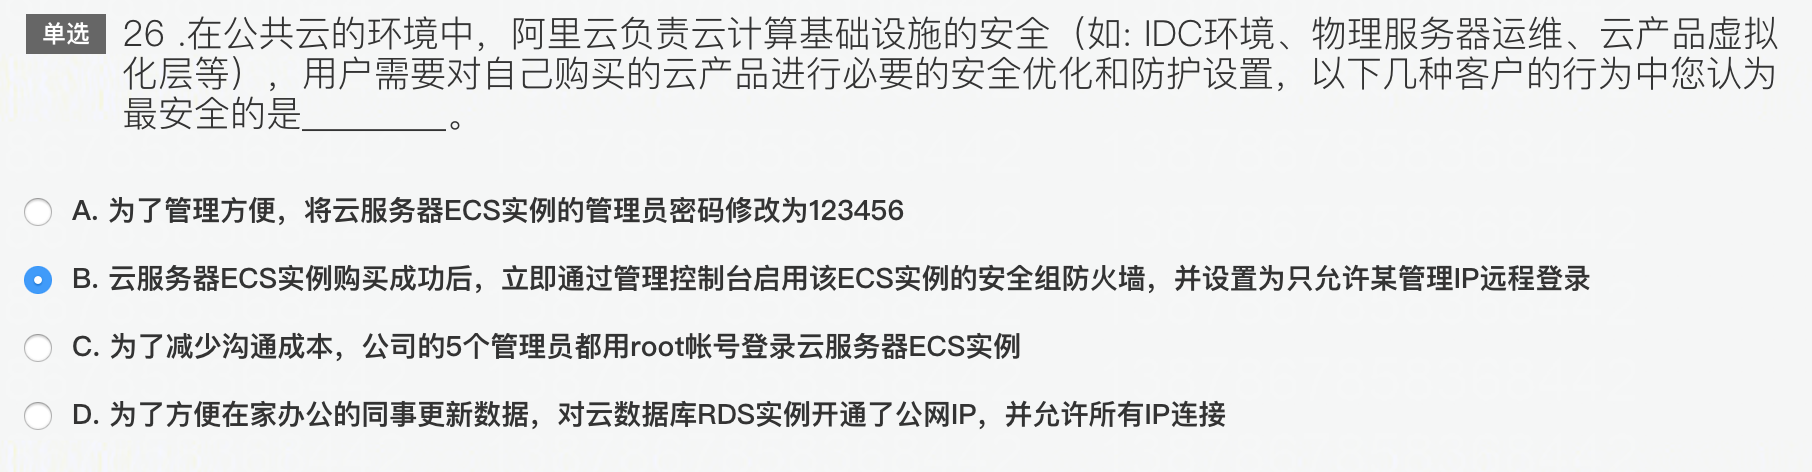 单选
26 .在公共云的环境中，阿里云负责云计算基础设施的安全（如: IDC环境、物理服务器运维、云产品虚拟
化层等），用户需要对自己购买的云产品进行必要的安全优化和防护设置，以下几种客户的行为中您认为
最安全的是________。
A. 为了管理方便，将云服务器ECS实例的管理员密码修改为123456
B. 云服务器ECS实例购买成功后，立即通过管理控制台启用该ECS实例的安全组防火墙，并设置为只允许某管理IP远程登录
C. 为了减少沟通成本，公司的5个管理员都用root帐号登录云服务器ECS实例
D. 为了方便在家办公的同事更新数据，对云数据库RDS实例开通了公网IP，并允许所有IP连接